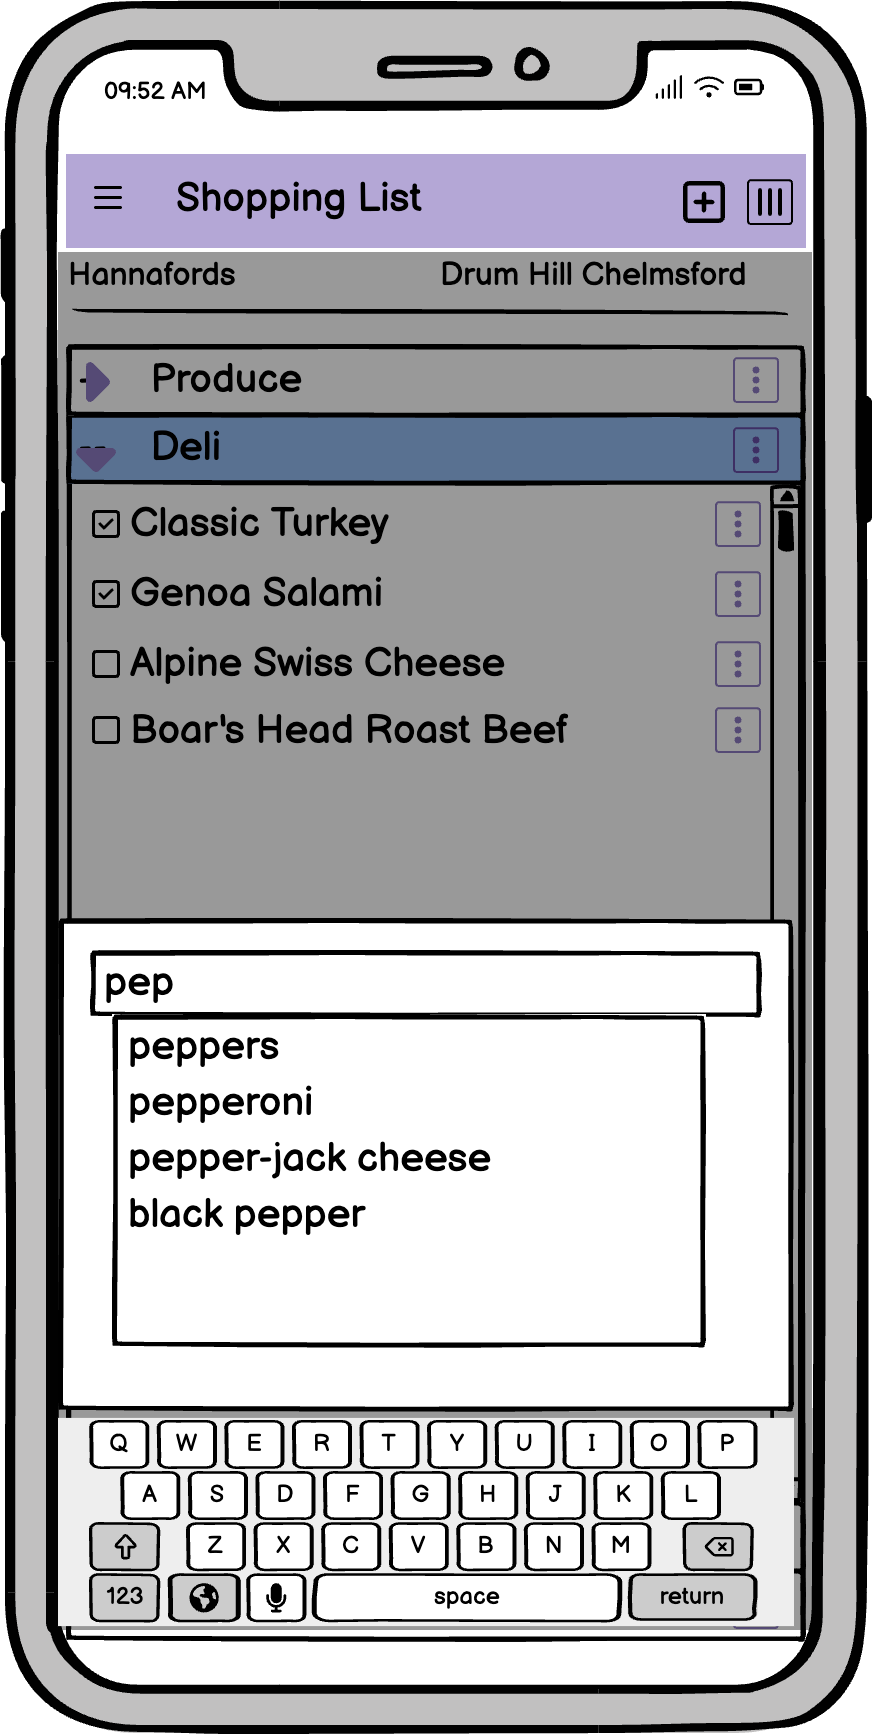 09:52 AM
Shopping List
Hannafords Drum Hill Chelmsford
Produce
Deli
Classic Turkey
Genoa Salami
Alpine Swiss Cheese
Boar's Head Roast Beef
pep
peppers
pepperoni
pepper-jack cheese
black pepper
Q W E R T Y U I O P
A S D F G H J K L
Z X C V B N M
123 space return